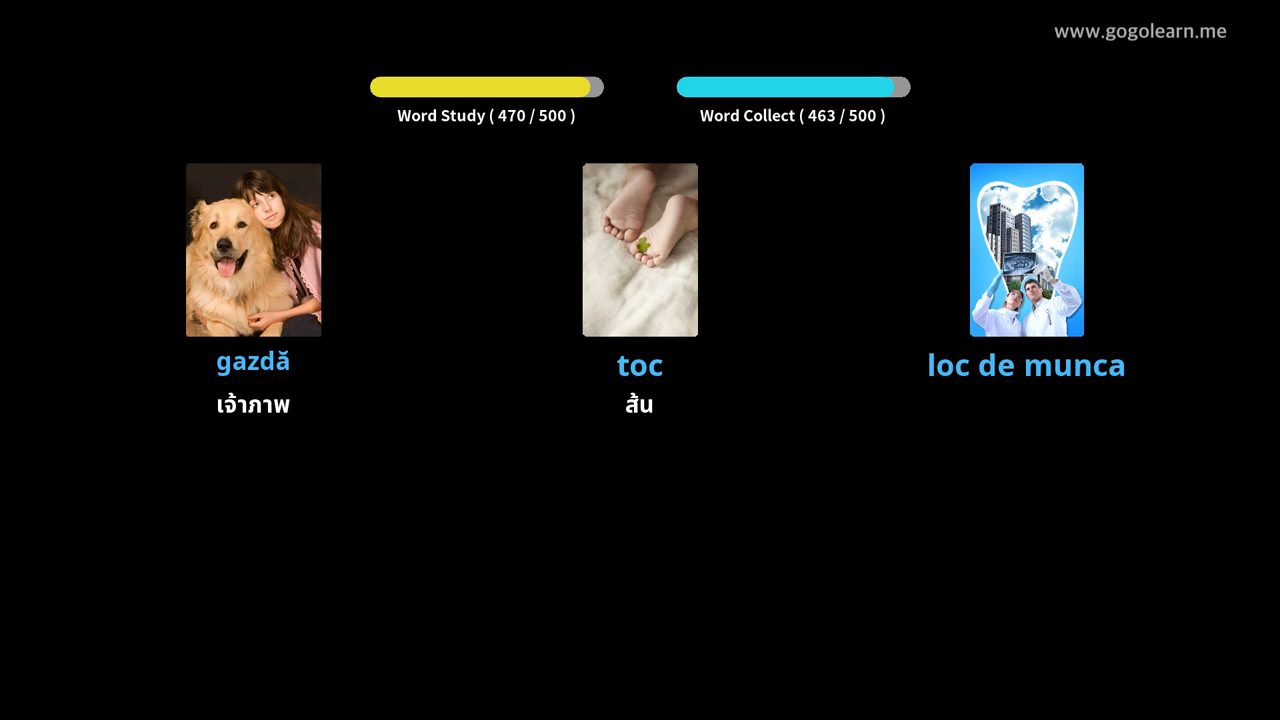 www.gogolearn.me
Word Study ( 470 / 500 )
Word Collect ( 463 / 500 )
gazdă
toc
loc de munca
เจ้าภาพ
ส้น